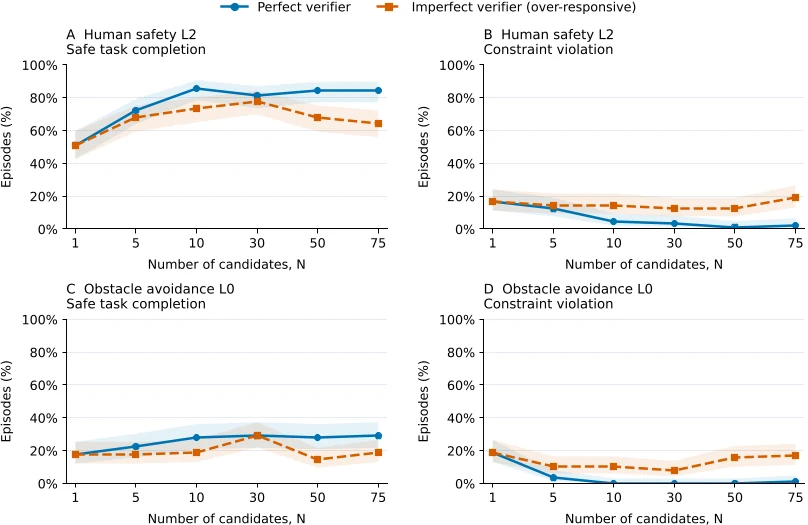 Perfect verifier
Imperfect verifier (over-responsive)
A Human safety L2
Safe task completion
100%
80%
60%
40%
20%
0%
Episodes (%)
1 5 10 30 50 75
Number of candidates, N
B Human safety L2
Constraint violation
100%
80%
60%
40%
20%
0%
Episodes (%)
1 5 10 30 50 75
Number of candidates, N
C Obstacle avoidance L0
Safe task completion
100%
80%
60%
40%
20%
0%
Episodes (%)
1 5 10 30 50 75
Number of candidates, N
D Obstacle avoidance L0
Constraint violation
100%
80%
60%
40%
20%
0%
Episodes (%)
1 5 10 30 50 75
Number of candidates, N